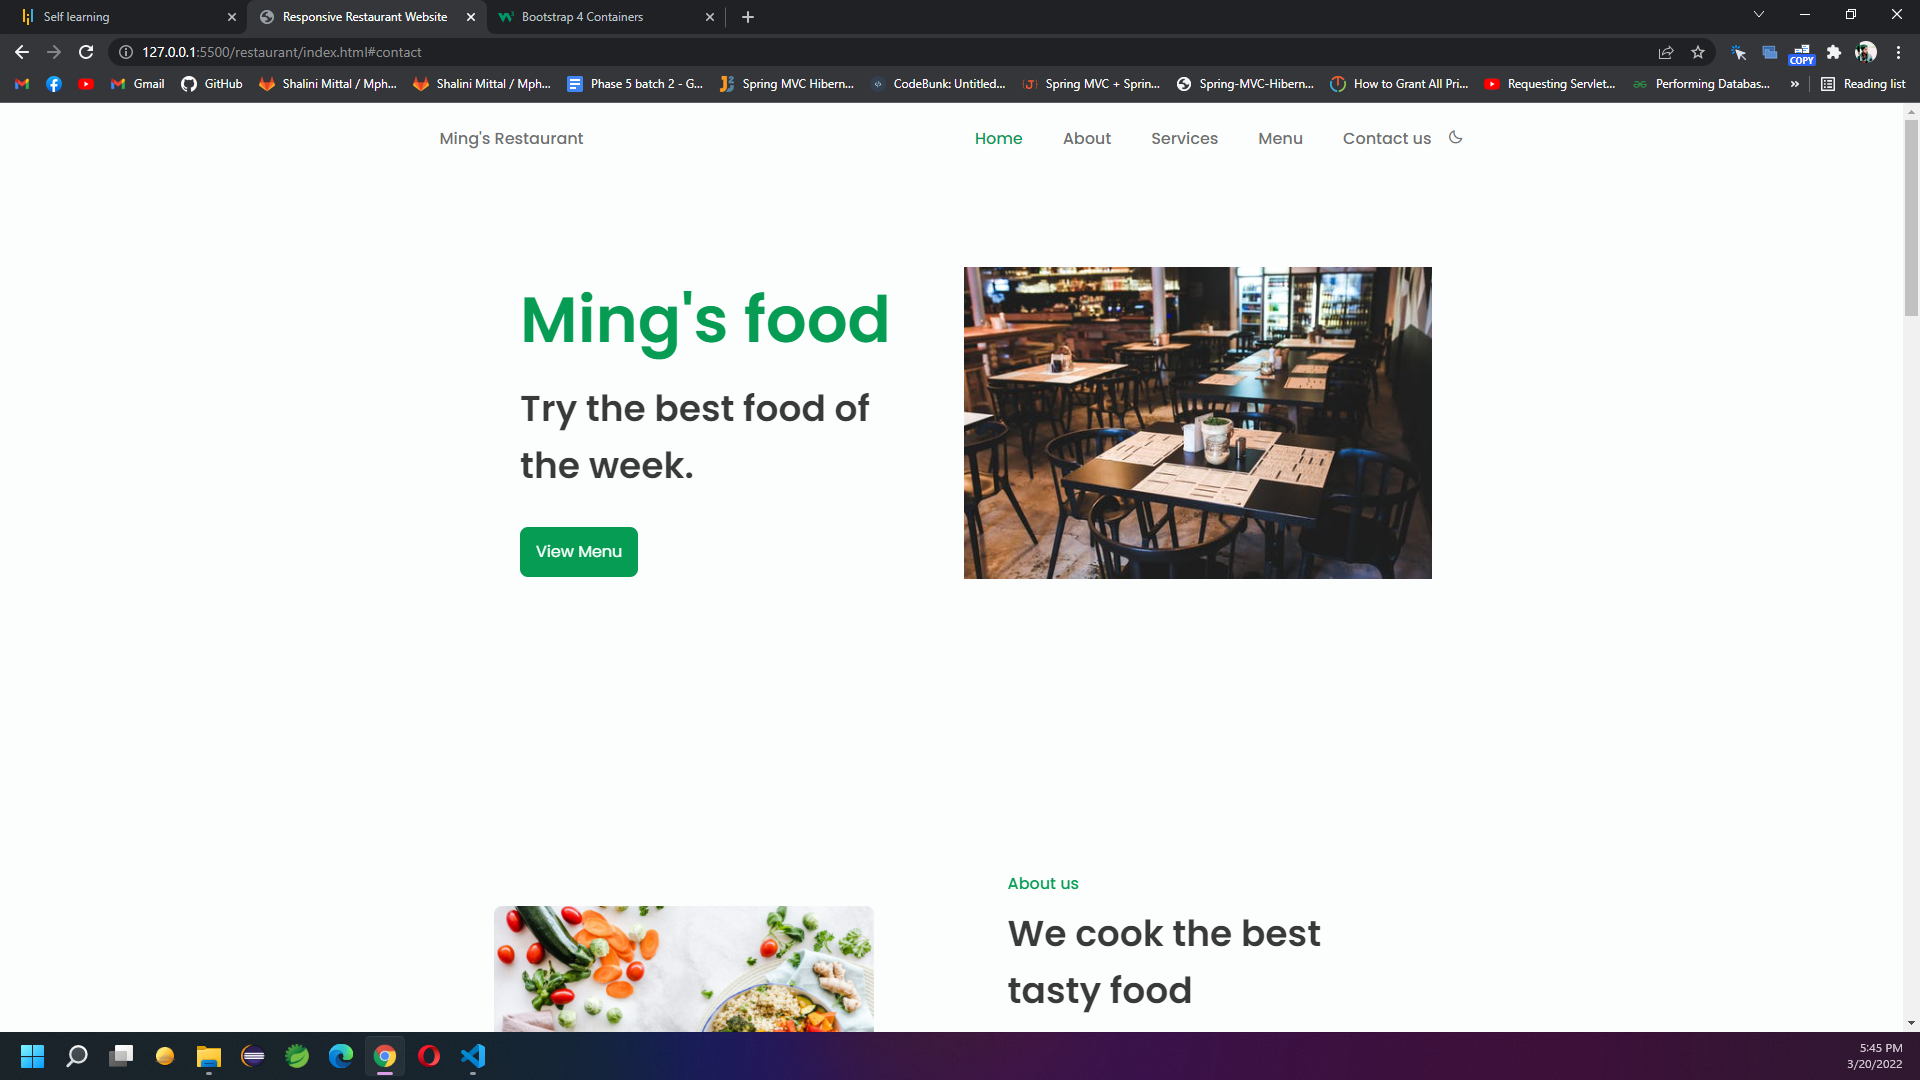 Self learning
Responsive Restaurant Website
Bootstrap 4 Containers
127.0.0.1:5500/restaurant/index.html#contact
COPY
Gmail
GitHub
Shalini Mittal / Mph...
Shalini Mittal / Mph...
Phase 5 batch 2 - G...
Spring MVC Hibern...
CodeBunk: Untitled...
Spring MVC + Sprin...
Spring-MVC-Hibern...
How to Grant All Pri...
Requesting Servlet...
Performing Databas...
»
Reading list
Ming's Restaurant
Home
About
Services
Menu
Contact us
Ming's food
Try the best food of
the week.
View Menu
About us
We cook the best
tasty food
5:45 PM
3/20/2022